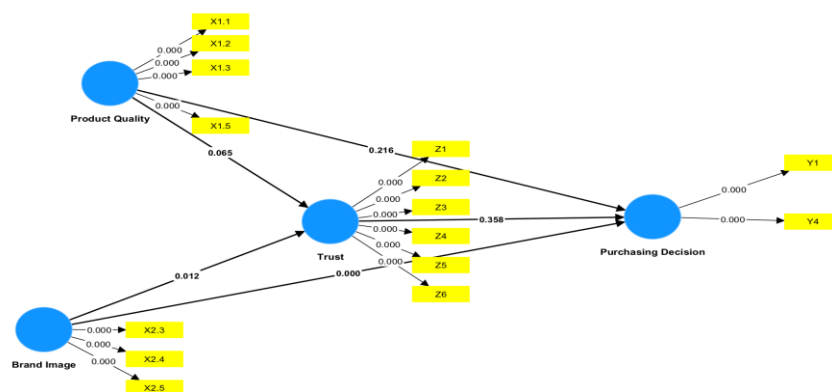 X1.1
0.000
X1.2
0.000
X1.3
0.000
0.000
X1.5
Product Quality
0.065
0.216
Z1
0.000
Z2
0.000
Z3
0.000
0.358
Z4
0.000
Z5
0.000
Z6
0.000
Trust
Y1
0.000
0.000
Y4
Purchasing Decision
0.012
0.000
0.000
X2.3
0.000
X2.4
0.000
X2.5
Brand Image